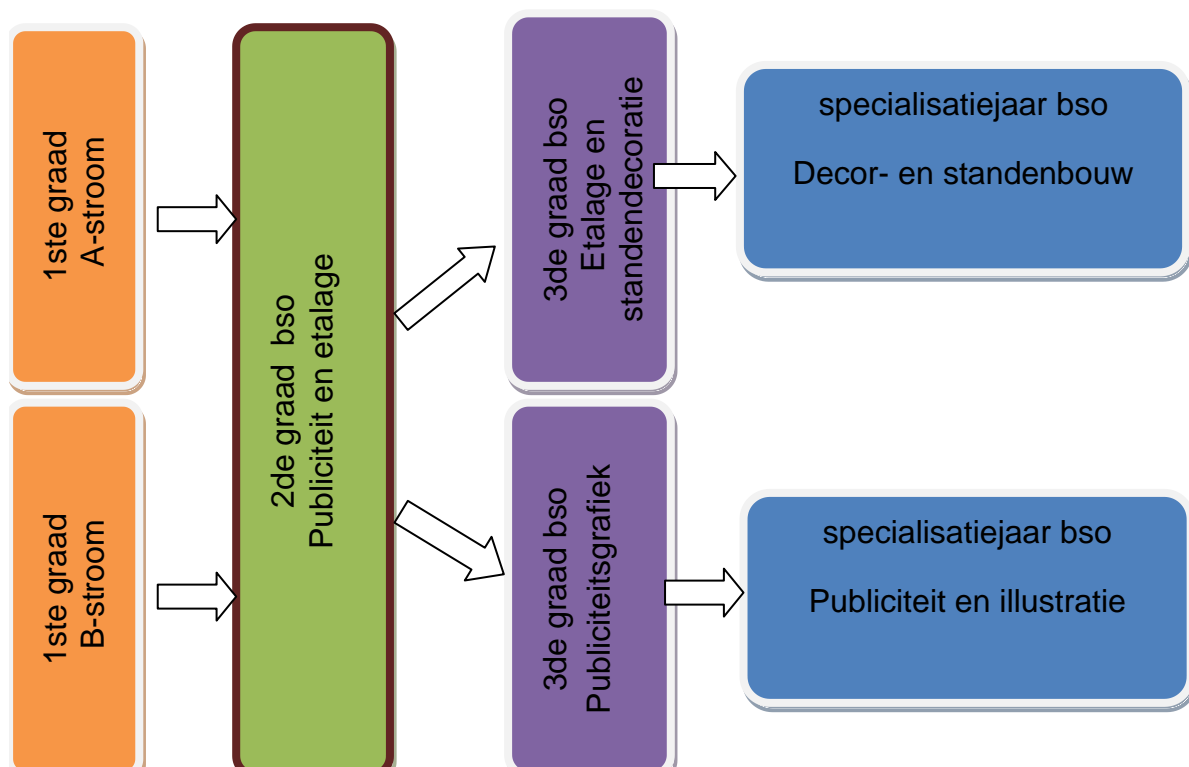 1ste graad
A-stroom
1ste graad
B-stroom
2de graad bso
Publiciteit en etalage
3de graad bso
Etalage en
standendecoratie
3de graad bso
Publiciteitsgrafiek
specialisatiejaar bso
Decor- en standenbouw
specialisatiejaar bso
Publiciteit en illustratie